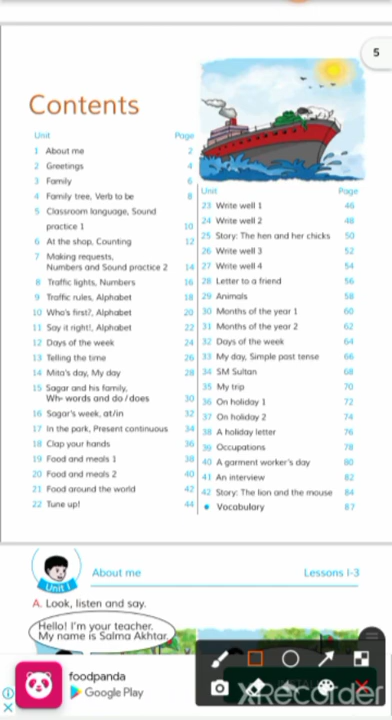 5
Contents
Unit Page
1 About me 2
2 Greetings 4
3 Family 6
4 Family tree, Verb to be 8
5 Classroom language, Sound
practice 1 10
6 At the shop, Counting 12
7 Making requests,
Numbers and Sound practice 2 14
8 Traffic lights, Numbers 16
9 Traffic rules, Alphabet 18
10 Who's first?, Alphabet 20
11 Say it right!, Alphabet 22
12 Days of the week 24
13 Telling the time 26
14 Mita's day, My day 28
15 Sagar and his family,
Wh- words and do / does 30
16 Sagar's week, at/in 32
17 In the park, Present continuous 34
18 Clap your hands 36
19 Food and meals 1 38
20 Food and meals 2 40
21 Food around the world 42
22 Tune up! 44
Unit Page
23 Write well 1 46
24 Write well 2 48
25 Story: The hen and her chicks 50
26 Write well 3 52
27 Write well 4 54
28 Letter to a friend 56
29 Animals 58
30 Months of the year 1 60
31 Months of the year 2 62
32 Days of the week 64
33 My day, Simple past tense 66
34 SM Sultan 68
35 My trip 70
36 On holiday 1 72
37 On holiday 2 74
38 A holiday letter 76
39 Occupations 78
40 A garment worker's day 80
41 An interview 82
42 Story: The lion and the mouse 84
• Vocabulary 87
Unit 1
About me Lessons 1-3
A. Look, listen and say.
Hello! I'm your teacher.
My name is Salma Akhtar.
foodpanda
Google Play
XRecorder